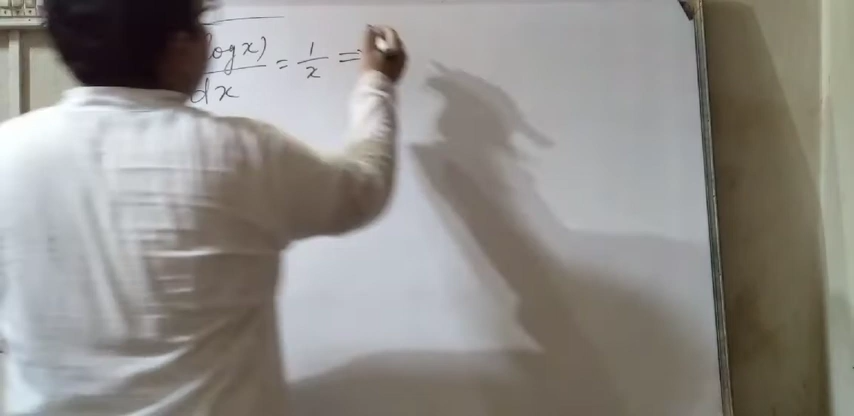 log x) / dx = 1/x =